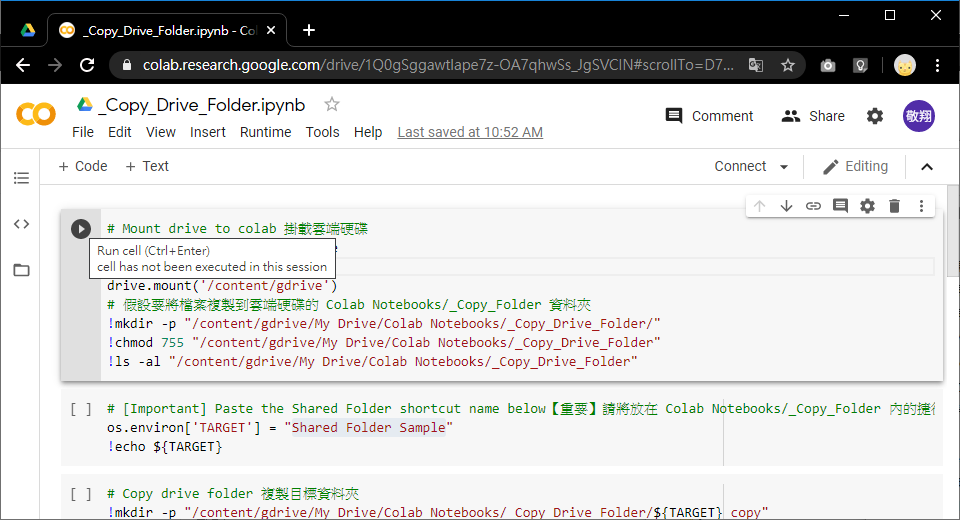 _Copy_Drive_Folder.ipynb - Col
colab.research.google.com/drive/1Q0gSggawtlape7z-OA7qhwSs_JgSVClN#scrollTo=D7...
_Copy_Drive_Folder.ipynb
File Edit View Insert Runtime Tools Help Last saved at 10:52 AM
Comment Share 敬翔
+ Code + Text Connect Editing
# Mount drive to colab 掛載雲端硬碟
Run cell (Ctrl+Enter)
cell has not been executed in this session
drive.mount('/content/gdrive')
# 假設要將檔案複製到雲端硬碟的 Colab Notebooks/_Copy_Folder 資料夾
!mkdir -p "/content/gdrive/My Drive/Colab Notebooks/_Copy_Drive_Folder/"
!chmod 755 "/content/gdrive/My Drive/Colab Notebooks/_Copy_Drive_Folder"
!ls -al "/content/gdrive/My Drive/Colab Notebooks/_Copy_Drive_Folder"
[ ] # [Important] Paste the Shared Folder shortcut name below【重要】請將放在 Colab Notebooks/_Copy_Folder 內的捷徑
os.environ['TARGET'] = "Shared Folder Sample"
!echo ${TARGET}
[ ] # Copy drive folder 複製目標資料夾
!mkdir -p "/content/gdrive/My Drive/Colab Notebooks/_Copy_Drive_Folder/${TARGET}_copy"